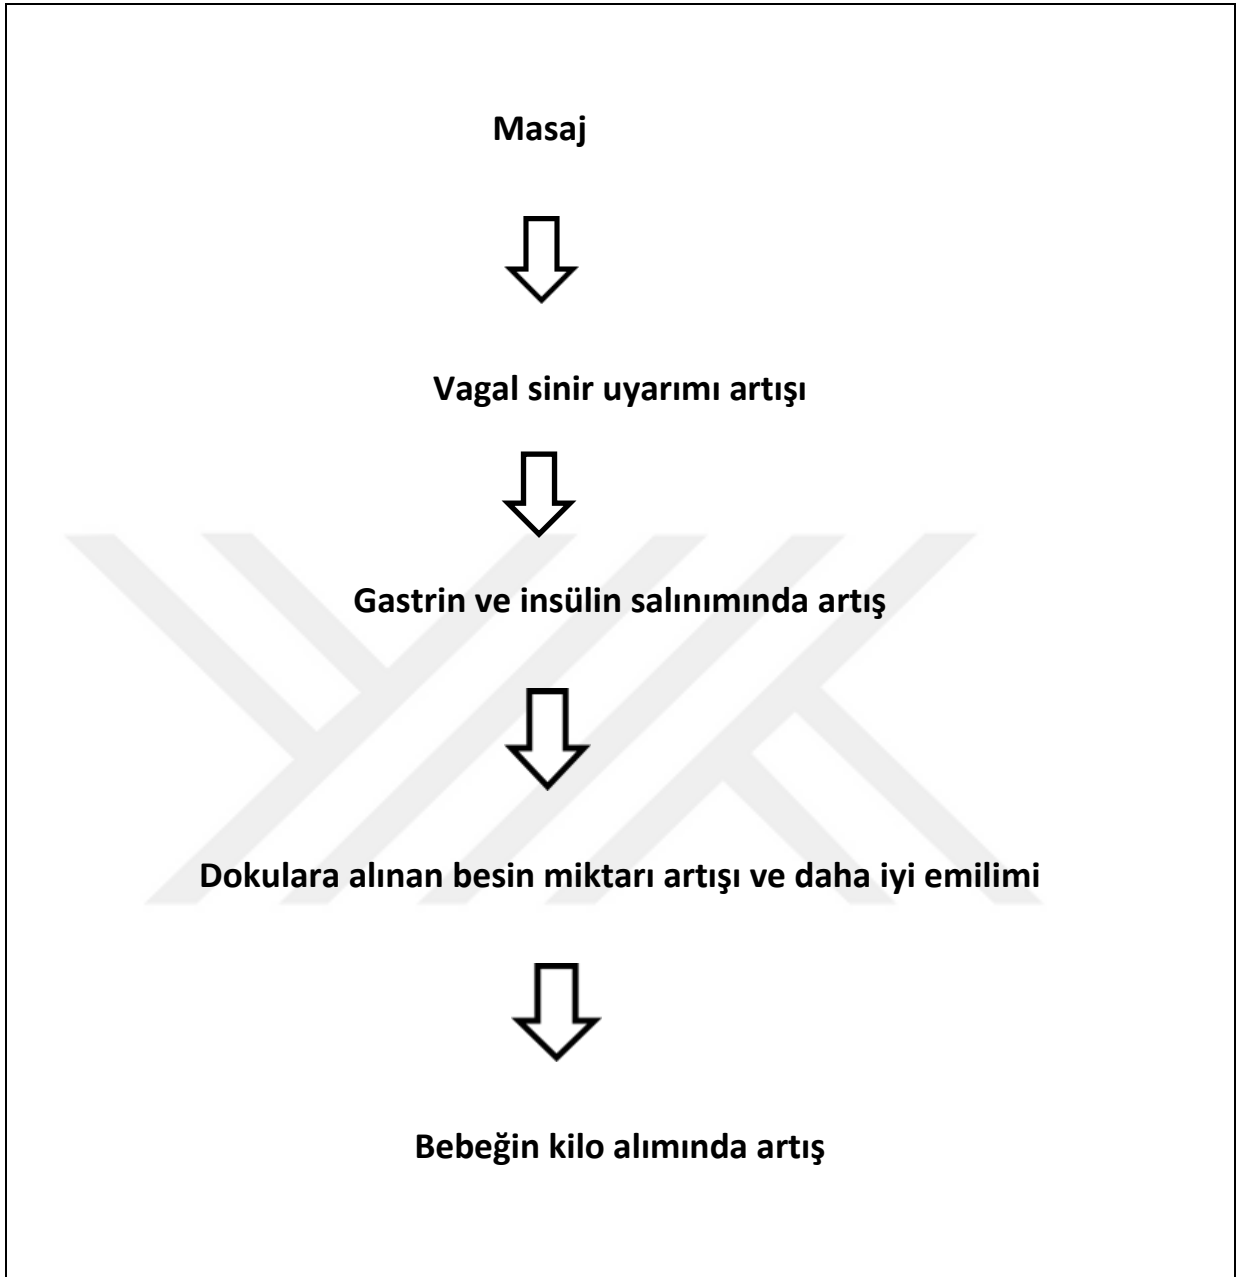 Masaj
Vagal sinir uyarımı artışı
Gastrin ve insülin salınımında artış
Dokulara alınan besin miktarı artışı ve daha iyi emilimi
Bebeğin kilo alımında artış